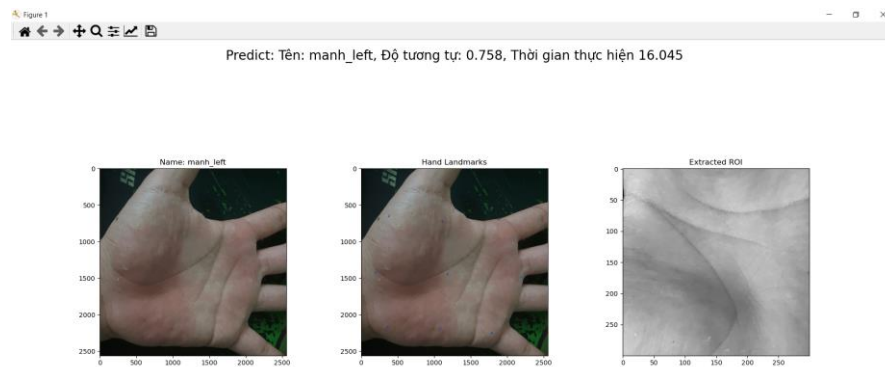 Figure 1
Predict: Tên: manh_left, Độ tương tự: 0.758, Thời gian thực hiện 16.045
Name: manh_left
0
500
1000
1500
2000
2500
0 500 1000 1500 2000 2500
Hand Landmarks
0
500
1000
1500
2000
2500
0 500 1000 1500 2000 2500
Extracted ROI
0
50
100
150
200
250
0 50 100 150 200 250